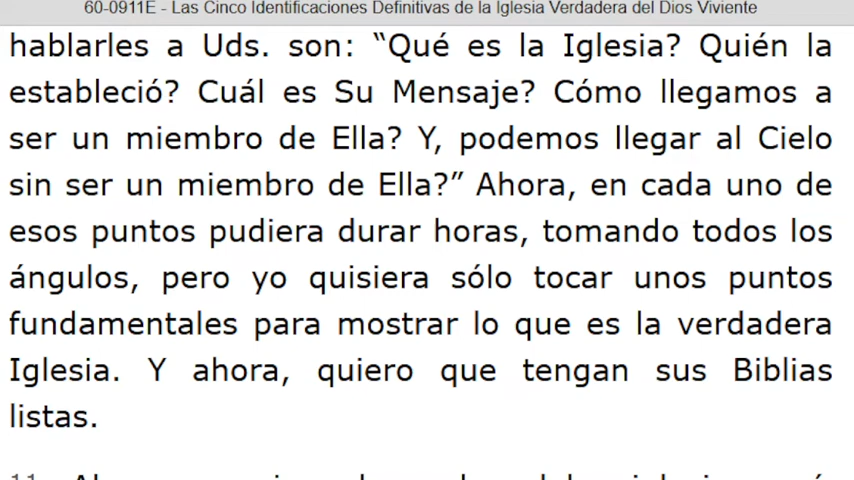 60-0911E - Las Cinco Identificaciones Definitivas de la Iglesia Verdadera del Dios Viviente
hablarles a Uds. son: “Qué es la Iglesia? Quién la
estableció? Cuál es Su Mensaje? Cómo llegamos a
ser un miembro de Ella? Y, podemos llegar al Cielo
sin ser un miembro de Ella?” Ahora, en cada uno de
esos puntos pudiera durar horas, tomando todos los
ángulos, pero yo quisiera sólo tocar unos puntos
fundamentales para mostrar lo que es la verdadera
Iglesia. Y ahora, quiero que tengan sus Biblias
listas.